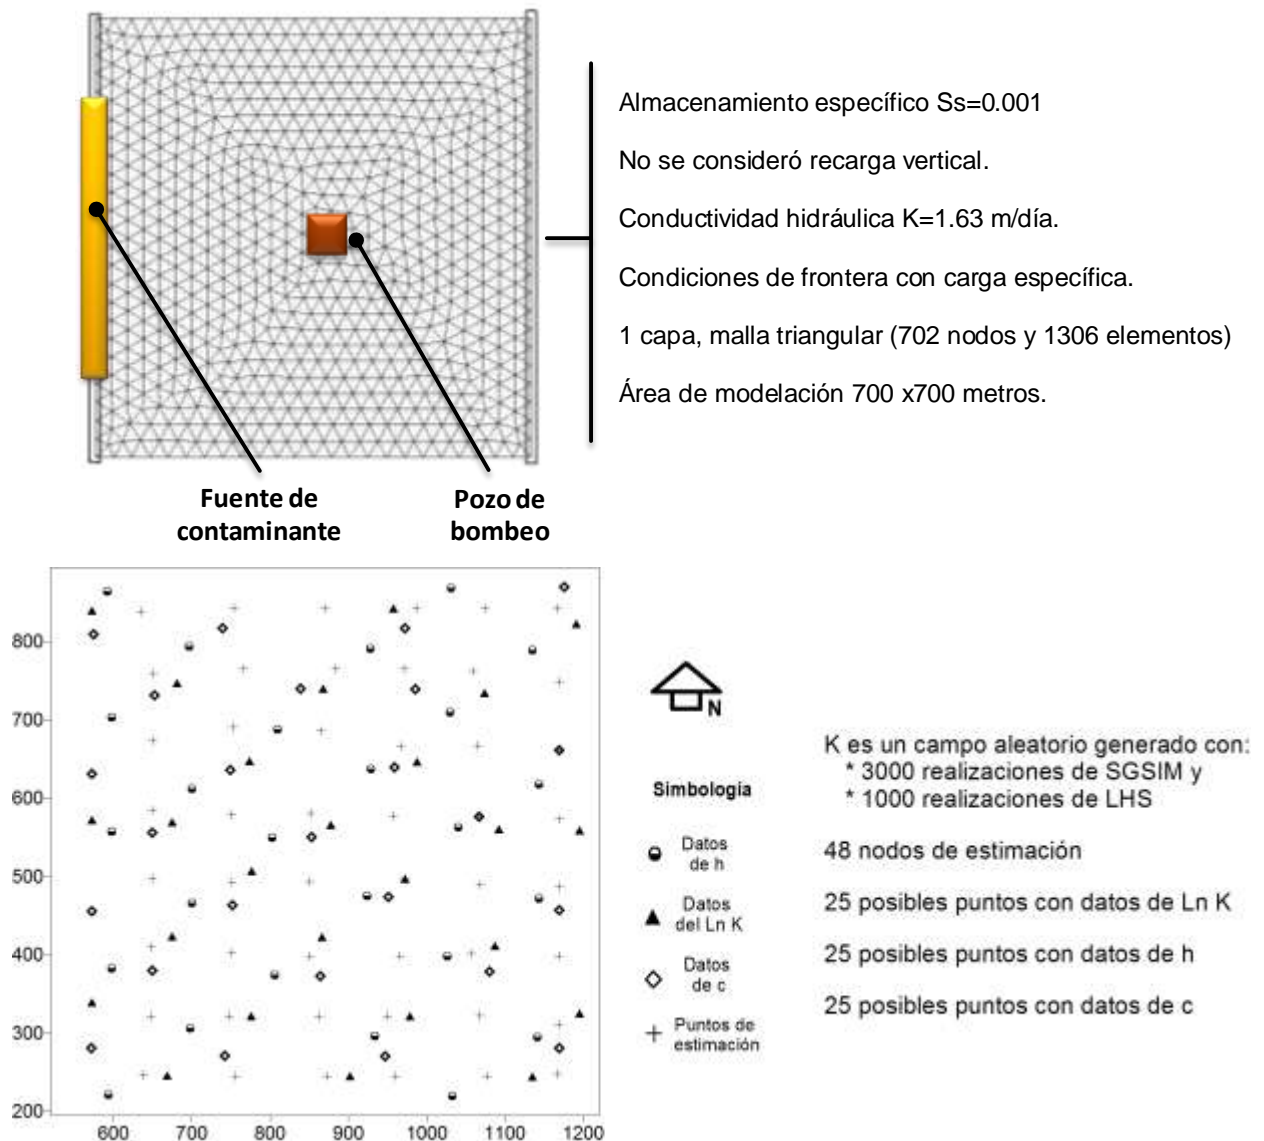 Almacenamiento específico Ss=0.001
No se consideró recarga vertical.
Conductividad hidráulica K=1.63 m/día.
Condiciones de frontera con carga específica.
1 capa, malla triangular (702 nodos y 1306 elementos)
Área de modelación 700 x700 metros.
Fuente de
contaminante
Pozo de
bombeo
800
700
600
500
400
300
200
600 700 800 900 1000 1100 1200
N
Simbología
Datos
de h
Datos
del Ln K
Datos
de c
Puntos de
estimación
K es un campo aleatorio generado con:
* 3000 realizaciones de SGSIM y
* 1000 realizaciones de LHS
48 nodos de estimación
25 posibles puntos con datos de Ln K
25 posibles puntos con datos de h
25 posibles puntos con datos de c